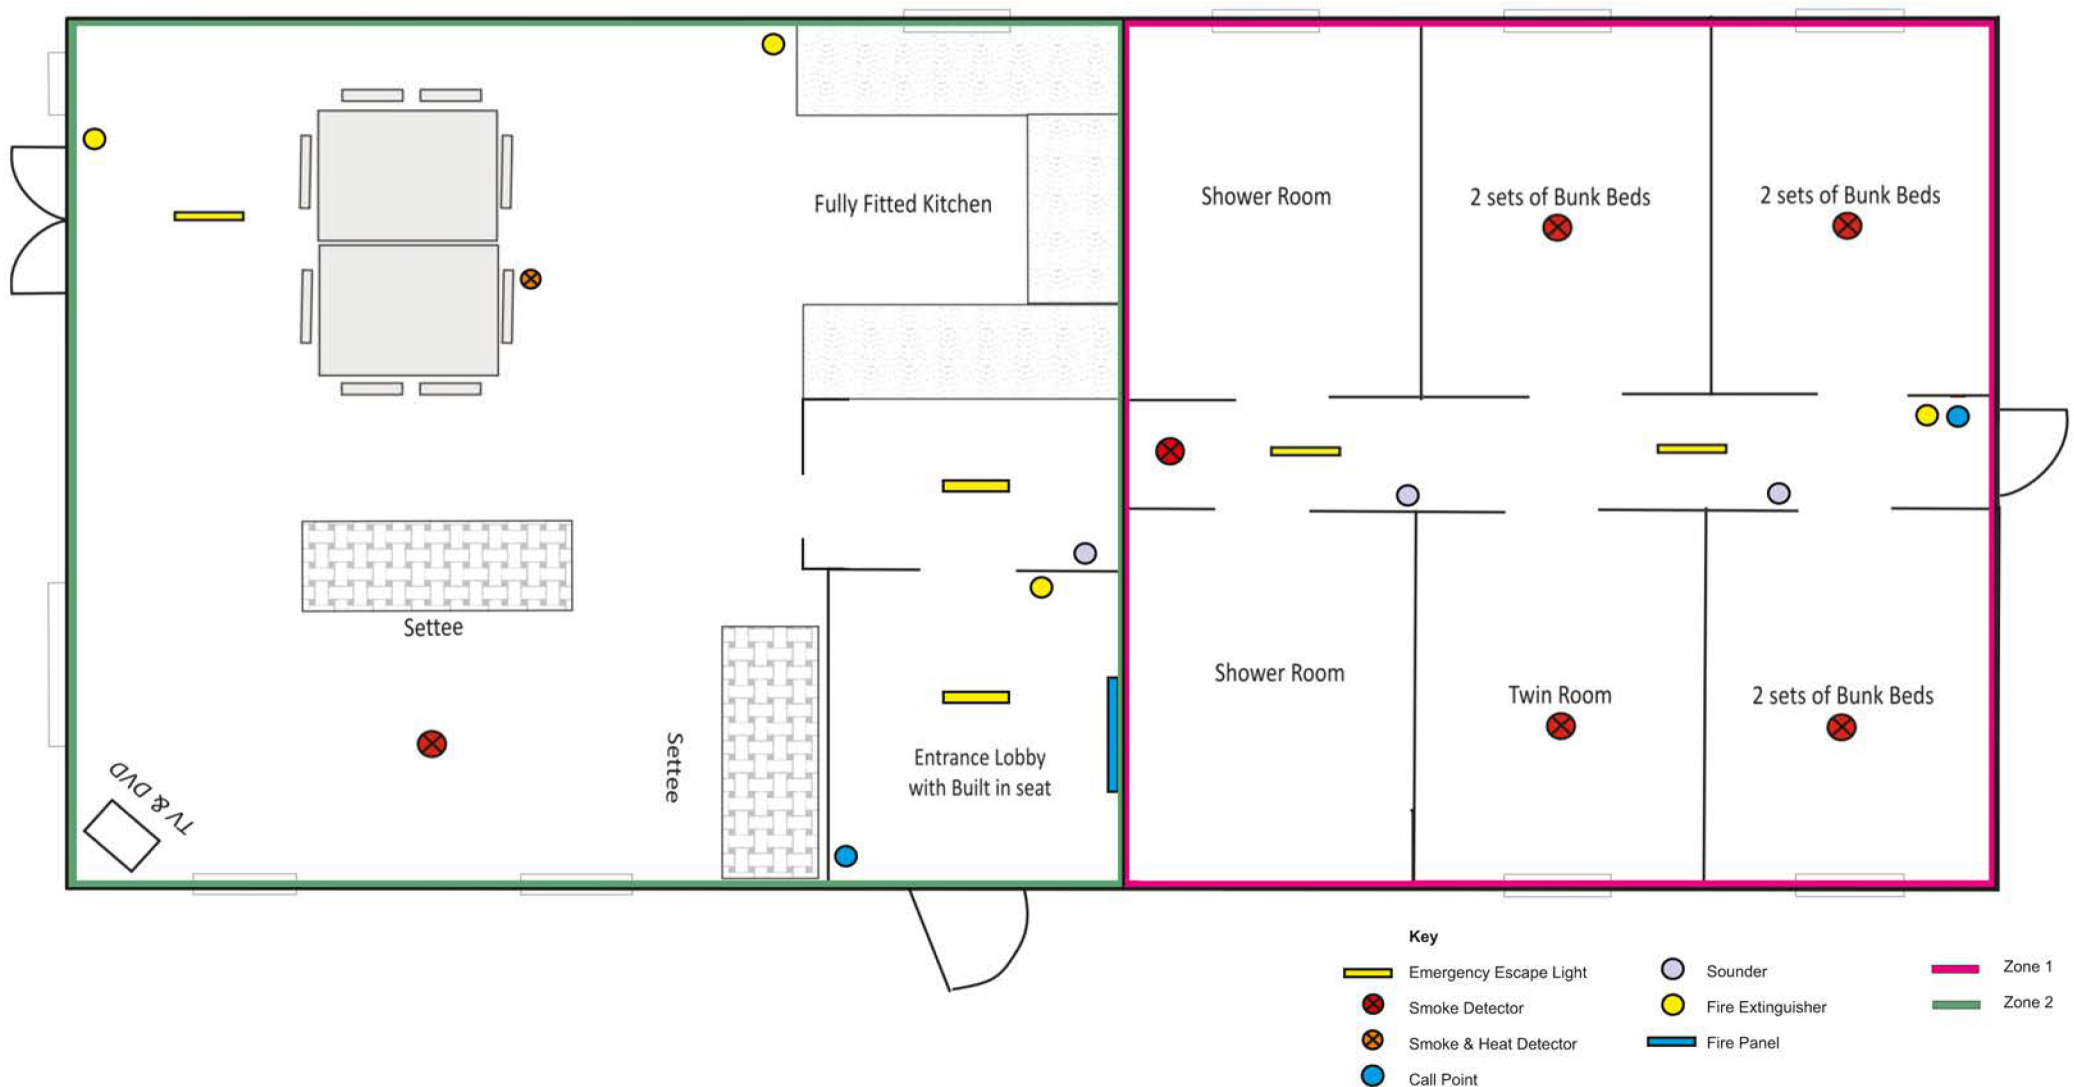 Fully Fitted Kitchen
Shower Room
2 sets of Bunk Beds
2 sets of Bunk Beds
Settee
Settee
TV & DVD
Entrance Lobby
with Built in seat
Shower Room
Twin Room
2 sets of Bunk Beds
Key
Emergency Escape Light
Smoke Detector
Smoke & Heat Detector
Call Point
Sounder
Fire Extinguisher
Fire Panel
Zone 1
Zone 2